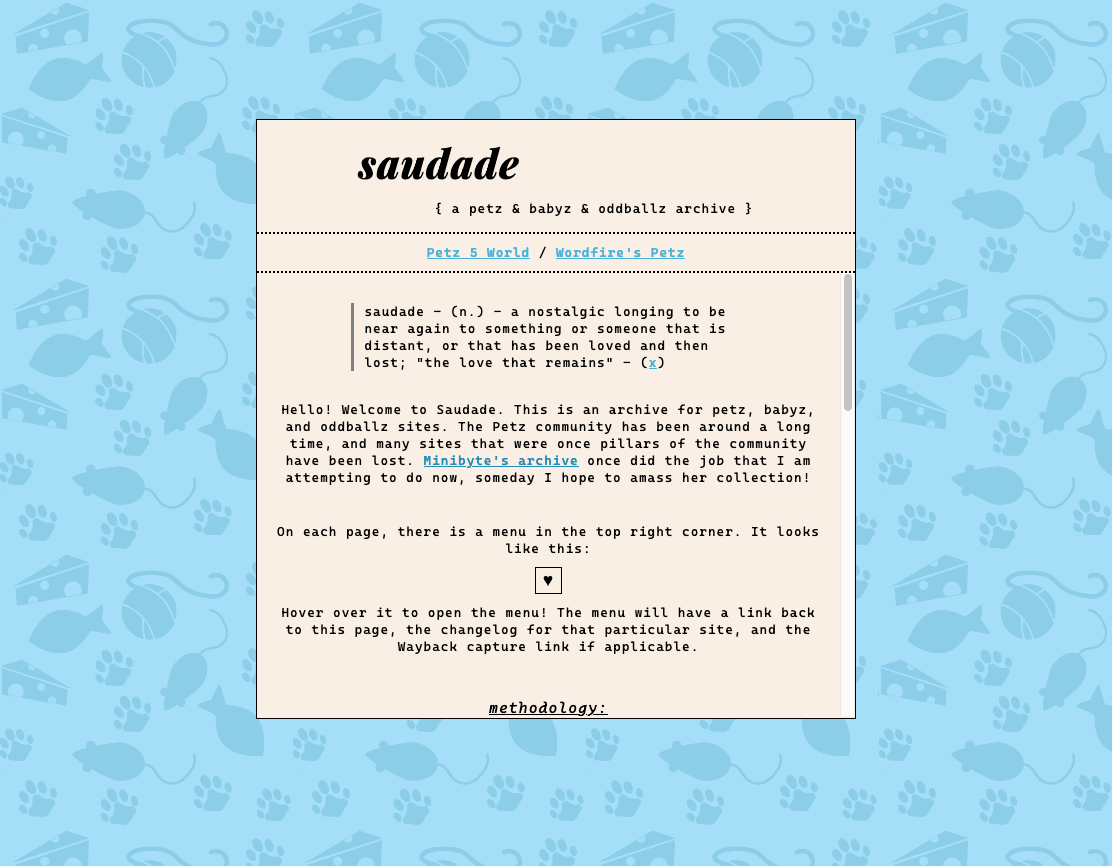 saudade
{ a petz & babyz & oddballz archive }
Petz 5 World / Wordfire's Petz
saudade – (n.) – a nostalgic longing to be
near again to something or someone that is
distant, or that has been loved and then
lost; "the love that remains" – (x)
Hello! Welcome to Saudade. This is an archive for petz, babyz,
and oddballz sites. The Petz community has been around a long
time, and many sites that were once pillars of the community
have been lost. Minibyte's archive once did the job that I am
attempting to do now, someday I hope to amass her collection!
On each page, there is a menu in the top right corner. It looks
like this:
♥
Hover over it to open the menu! The menu will have a link back
to this page, the changelog for that particular site, and the
Wayback capture link if applicable.
methodology: